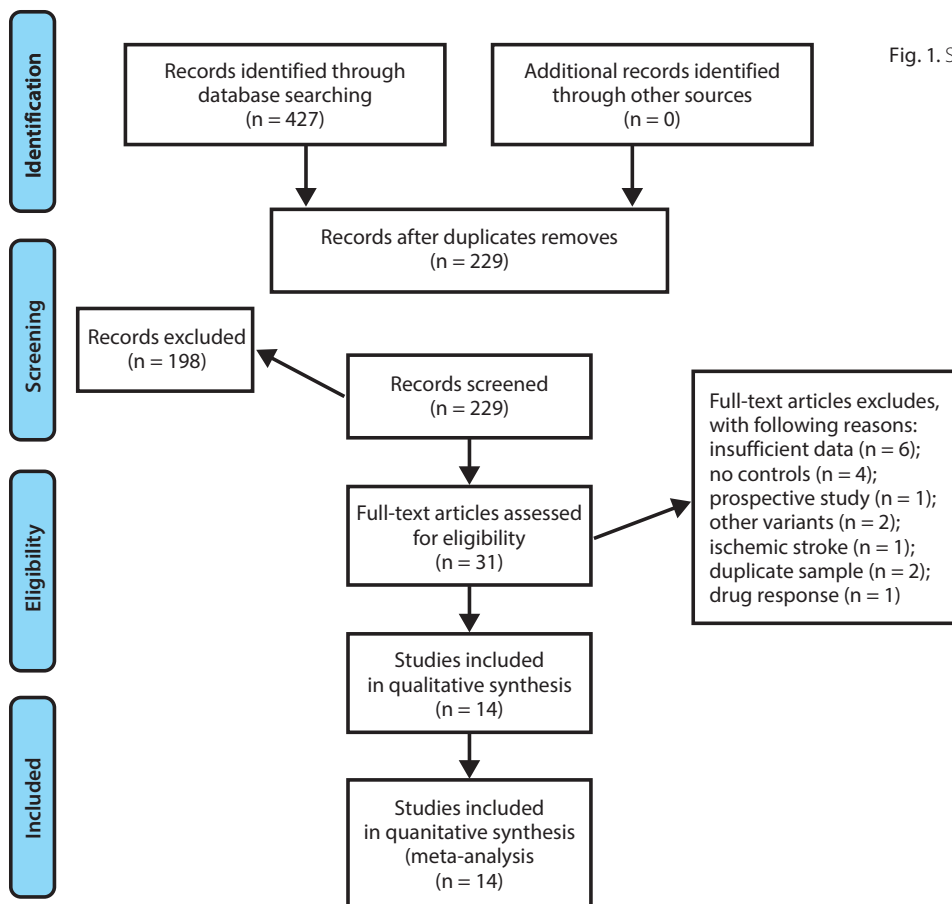 Identification
Records identified through
database searching
(n = 427)
Additional records identified
through other sources
(n = 0)
Fig. 1. S
Records after duplicates removes
(n = 229)
Screening
Records excluded
(n = 198)
Records screened
(n = 229)
Full-text articles excludes,
with following reasons:
insufficient data (n = 6);
no controls (n = 4);
prospective study (n = 1);
other variants (n = 2);
ischemic stroke (n = 1);
duplicate sample (n = 2);
drug response (n = 1)
Eligibility
Full-text articles assessed
for eligibility
(n = 31)
Studies included
in qualitative synthesis
(n = 14)
Included
Studies included
in quanitative synthesis
(meta-analysis
(n = 14)